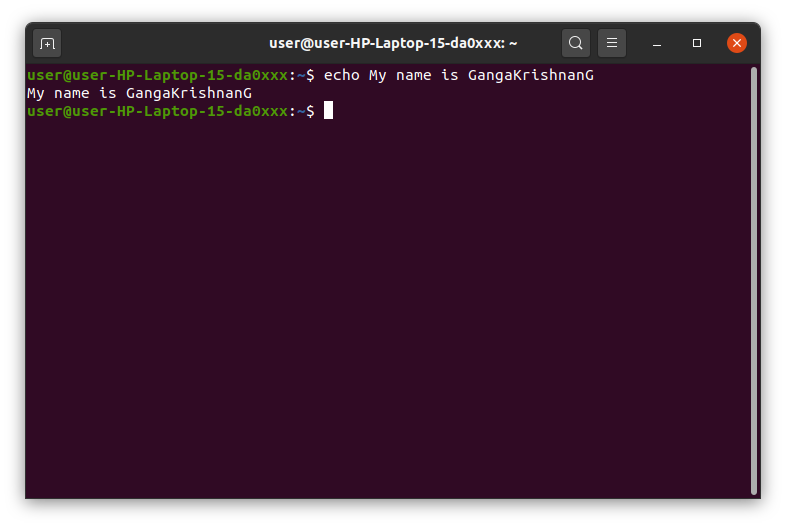 user@user-HP-Laptop-15-da0xxx: ~
user@user-HP-Laptop-15-da0xxx:~$ echo My name is GangaKrishnanG
My name is GangaKrishnanG
user@user-HP-Laptop-15-da0xxx:~$